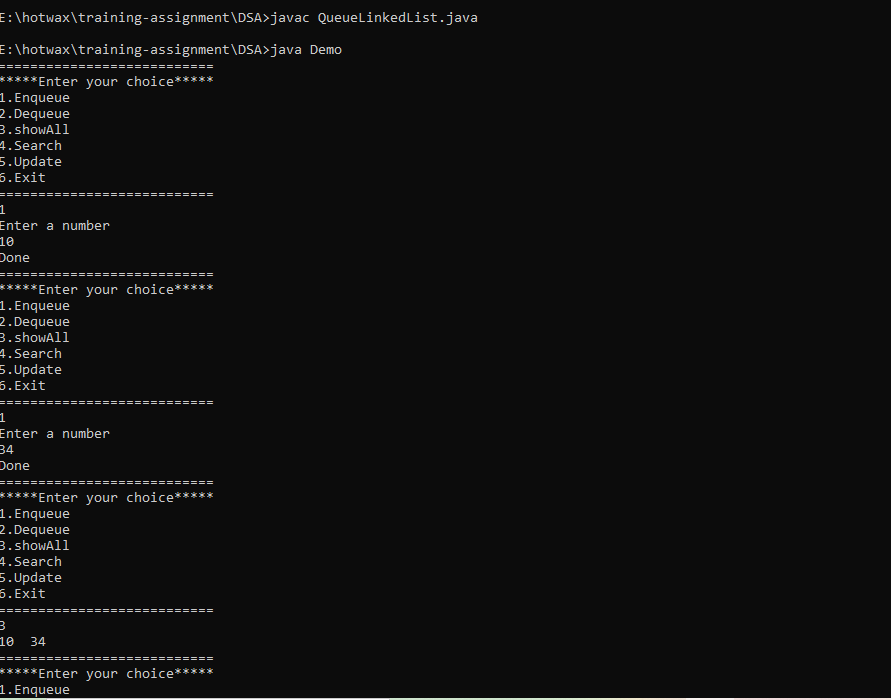 E:\hotwax\training-assignment\DSA>javac QueueLinkedList.java
E:\hotwax\training-assignment\DSA>java Demo
===========================
*****Enter your choice*****
1.Enqueue
2.Dequeue
3.showAll
4.Search
5.Update
6.Exit
===========================
1
Enter a number
10
Done
===========================
*****Enter your choice*****
1.Enqueue
2.Dequeue
3.showAll
4.Search
5.Update
6.Exit
===========================
1
Enter a number
34
Done
===========================
*****Enter your choice*****
1.Enqueue
2.Dequeue
3.showAll
4.Search
5.Update
6.Exit
===========================
3
10  34
===========================
*****Enter your choice*****
1.Enqueue